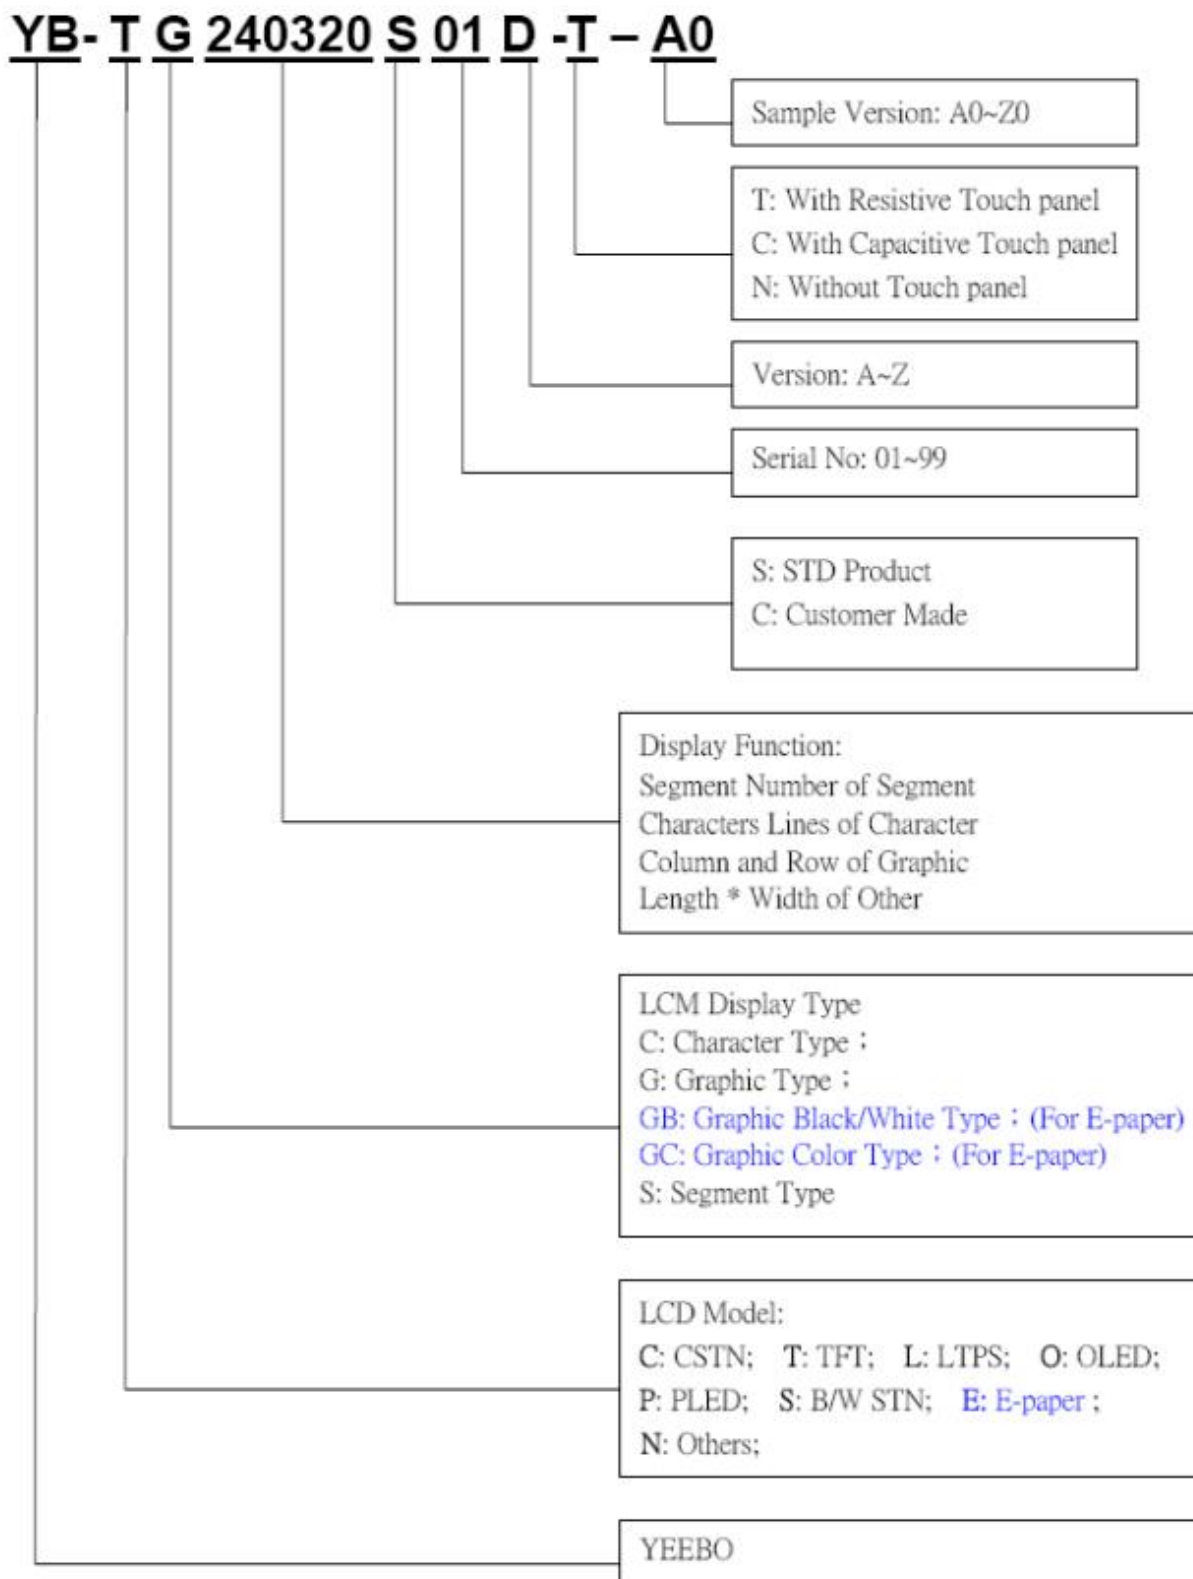 YB- T G 240320 S 01 D -T – A0
Sample Version: A0~Z0
T: With Resistive Touch panel
C: With Capacitive Touch panel
N: Without Touch panel
Version: A~Z
Serial No: 01~99
S: STD Product
C: Customer Made
Display Function:
Segment Number of Segment
Characters Lines of Character
Column and Row of Graphic
Length * Width of Other
LCM Display Type
C: Character Type；
G: Graphic Type；
GB: Graphic Black/White Type；(For E-paper)
GC: Graphic Color Type；(For E-paper)
S: Segment Type
LCD Model:
C: CSTN; T: TFT; L: LTPS; O: OLED;
P: PLED; S: B/W STN; E: E-paper ;
N: Others;
YEEBO